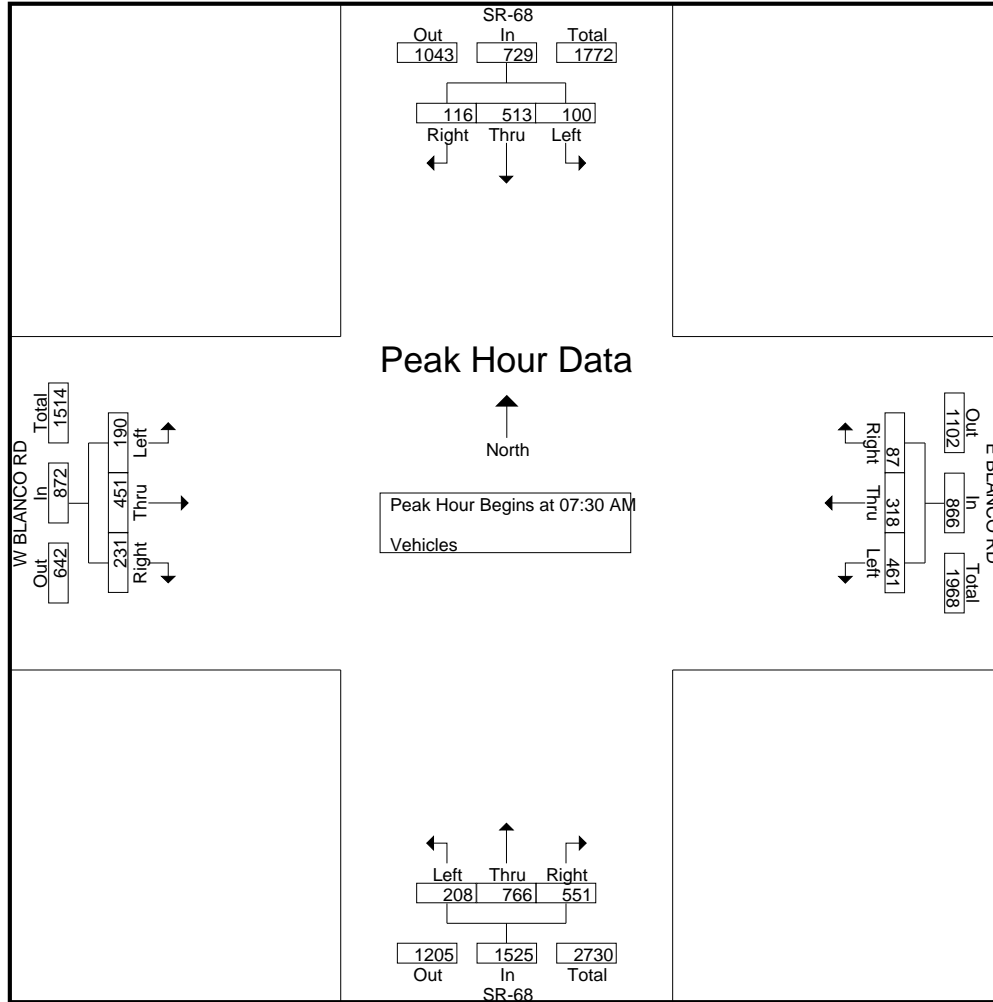 SR-68
Out In Total
1043 729 1772
116 513 100
Right Thru Left
Peak Hour Data
North
Peak Hour Begins at 07:30 AM
Vehicles
W BLANCO RD
Out In Total
642 872 1514
231 451 190
Right Thru Left
E BLANCO RD
Out In Total
1102 866 1968
Right Thru Left
87 318 461
Left Thru Right
208 766 551
1205 1525 2730
Out In Total
SR-68